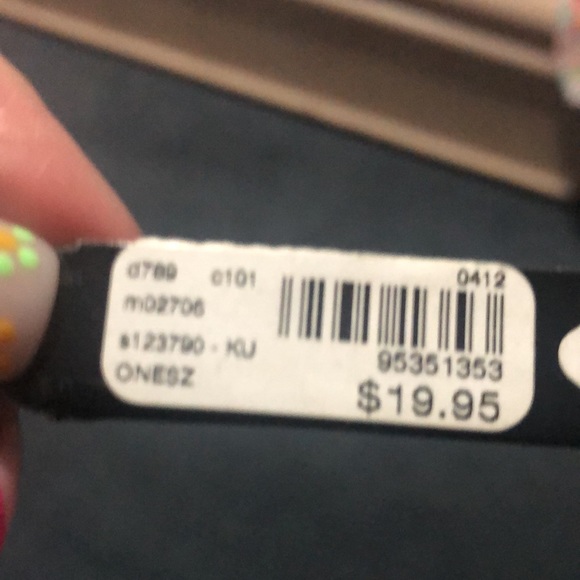 d789 c101 0412
m02706
s123790 - KU
95351353
ONESZ
$19.95